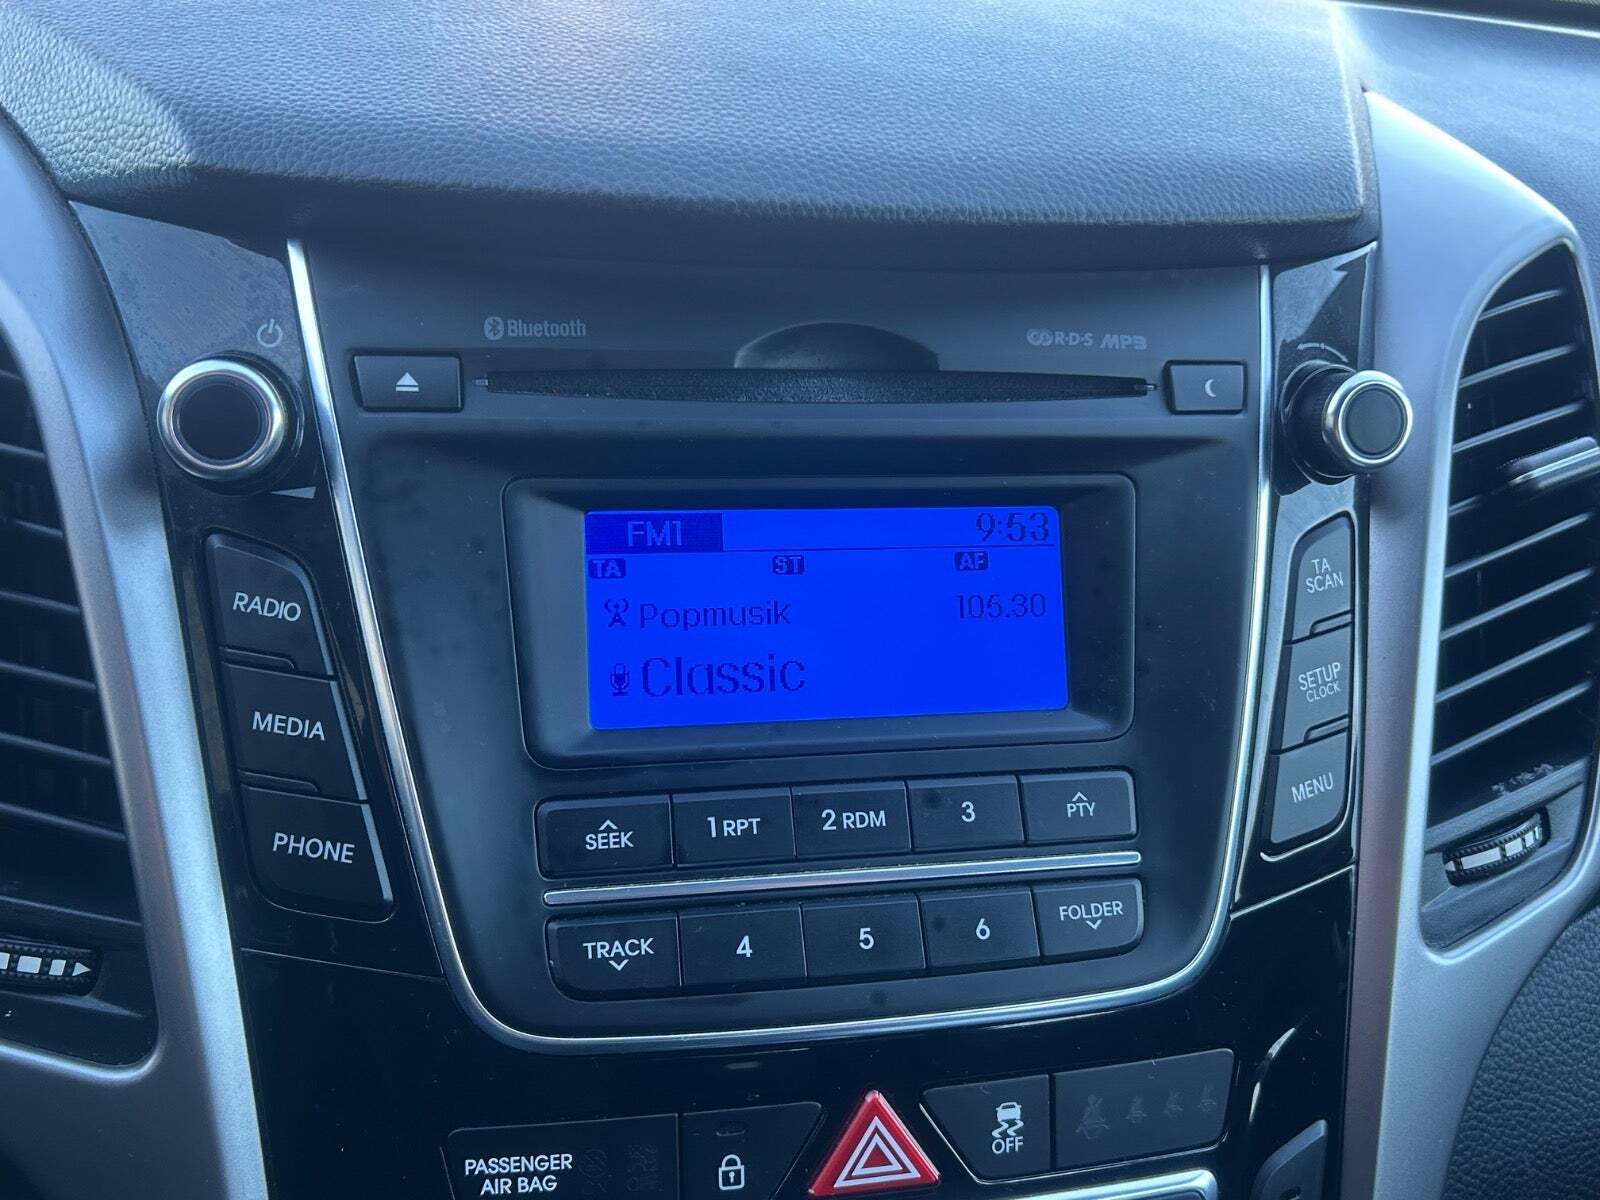 Bluetooth
R·D·S MP3
FM1 9:53
TA ST AF
Popmusik 105.30
Classic
RADIO
MEDIA
PHONE
TA
SCAN
SETUP
CLOCK
MENU
SEEK 1 RPT 2 RDM 3 PTY
TRACK 4 5 6 FOLDER
PASSENGER
AIR BAG
OFF